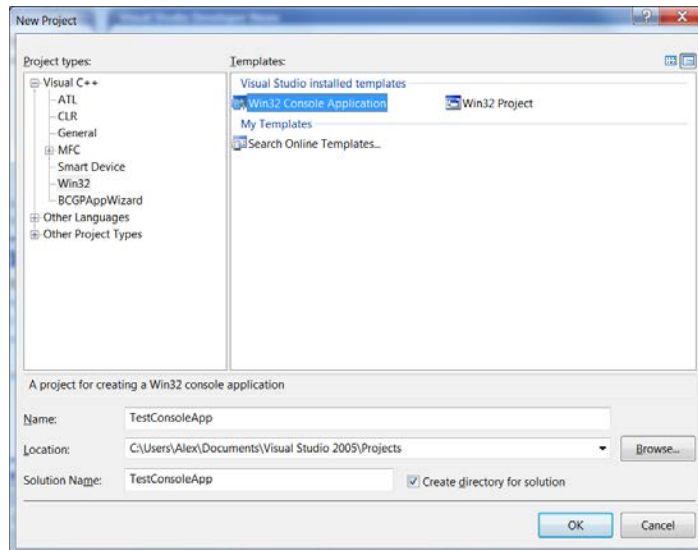 New Project
Project types:
Visual C++
ATL
CLR
General
MFC
Smart Device
Win32
BCGPAppWizard
Other Languages
Other Project Types
Templates:
Visual Studio installed templates
Win32 Console Application
Win32 Project
My Templates
Search Online Templates...
A project for creating a Win32 console application
Name:
TestConsoleApp
Location:
C:\Users\Alex\Documents\Visual Studio 2005\Projects
Browse...
Solution Name:
TestConsoleApp
Create directory for solution
OK
Cancel